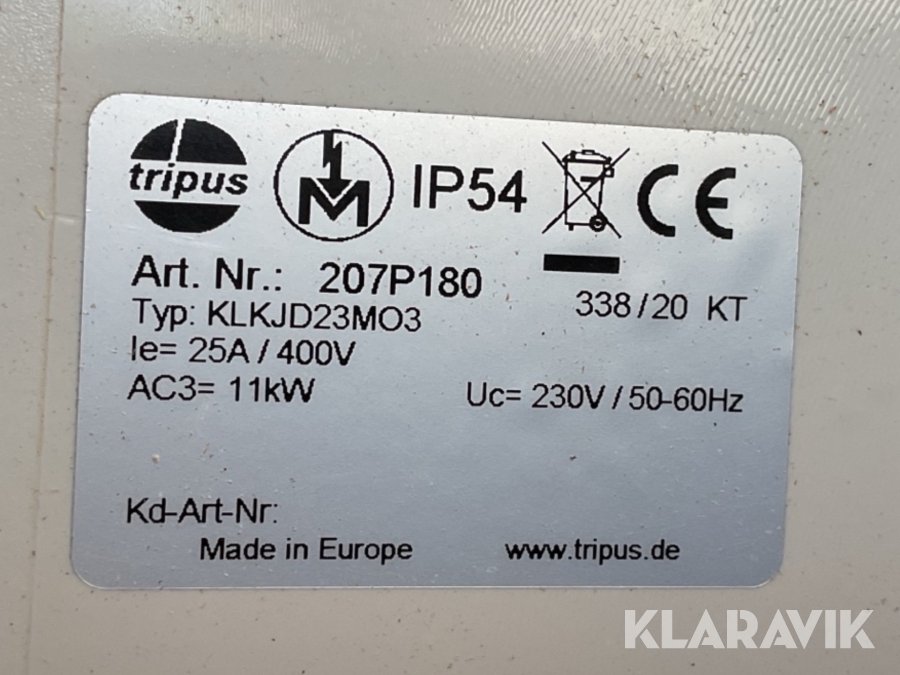 tripus
M
IP54
CE
Art. Nr.: 207P180
338/20 KT
Typ: KLKJD23MO3
Ie= 25A / 400V
AC3= 11kW
Uc= 230V / 50-60Hz
Kd-Art-Nr:
Made in Europe
www.tripus.de
KLARAVIK